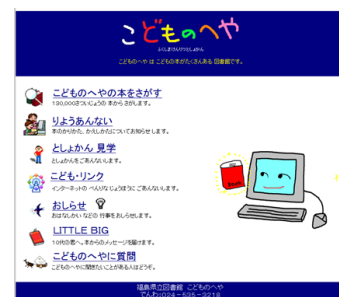 こどものへや
ふくしまけんりつとしょかん
こどものへや は こどもの本がたくさんある 図書館です。
こどものへやの本をさがす
130,000さついじょうの 本からさがします。
りようあんない
本のかりかた、かえしかたについてお知らせします。
としょかん 見学
としょかんをごあんないします。
こども・リンク
インターネットの べんりなじょうほうに ごあんないします。
おしらせ
おはなしかい などの 行事をおしらせします。
LITTLE BIG
10代の君へ。本からのメッセージを届けます。
こどものへやに質問
こどものへやに聞きたいことがある人はどうぞ。
Book
福島県立図書館 こどものへや
でんわ:024-535-3218